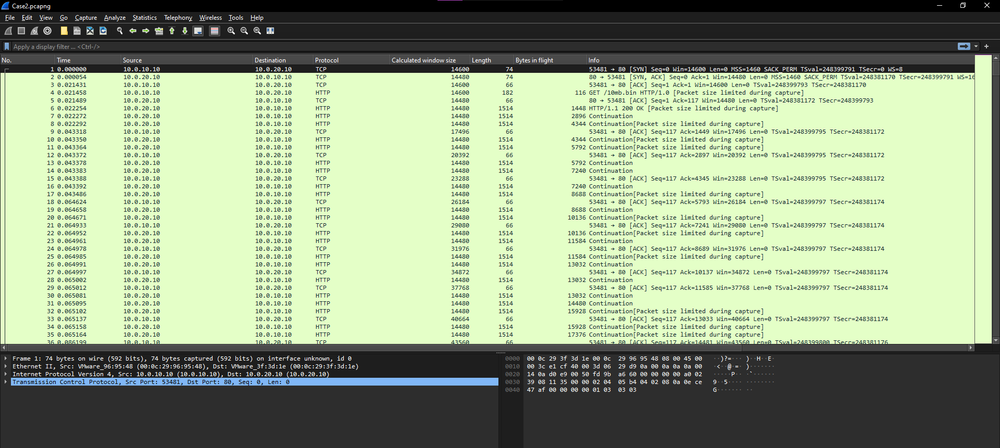 Case2.pcapng
File Edit View Go Capture Analyze Statistics Telephony Wireless Tools Help
Apply a display filter ... <Ctrl-/>
No. Time Source Destination Protocol Calculated window size Length Bytes in flight Info
1 0.000000 10.0.10.10 10.0.20.10 TCP 14600 74 53481 → 80 [SYN] Seq=0 Win=14600 Len=0 MSS=1460 SACK_PERM TSval=248399791 TSecr=0 WS=8
2 0.000054 10.0.20.10 10.0.10.10 TCP 14480 74 80 → 53481 [SYN, ACK] Seq=0 Ack=1 Win=14480 Len=0 MSS=1460 SACK_PERM TSval=248381170 TSecr=248399791 WS=16
3 0.021431 10.0.10.10 10.0.20.10 TCP 14600 66 53481 → 80 [ACK] Seq=1 Ack=1 Win=14600 Len=0 TSval=248399793 TSecr=248381170
4 0.021458 10.0.10.10 10.0.20.10 HTTP 14600 182 116 GET /10mb.bin HTTP/1.0 [Packet size limited during capture]
5 0.021489 10.0.20.10 10.0.10.10 TCP 14480 66 80 → 53481 [ACK] Seq=1 Ack=117 Win=14480 Len=0 TSval=248381172 TSecr=248399793
6 0.022254 10.0.20.10 10.0.10.10 HTTP 14480 1514 1448 HTTP/1.1 200 OK [Packet size limited during capture]
7 0.022272 10.0.20.10 10.0.10.10 HTTP 14480 1514 2896 Continuation
8 0.022292 10.0.20.10 10.0.10.10 HTTP 14480 1514 4344 Continuation[Packet size limited during capture]
9 0.043318 10.0.10.10 10.0.20.10 TCP 17496 66 53481 → 80 [ACK] Seq=117 Ack=1449 Win=17496 Len=0 TSval=248399795 TSecr=248381172
10 0.043350 10.0.20.10 10.0.10.10 HTTP 14480 1514 4344 Continuation[Packet size limited during capture]
11 0.043364 10.0.20.10 10.0.10.10 HTTP 14480 1514 5792 Continuation[Packet size limited during capture]
12 0.043372 10.0.10.10 10.0.20.10 TCP 20392 66 53481 → 80 [ACK] Seq=117 Ack=2897 Win=20392 Len=0 TSval=248399795 TSecr=248381172
13 0.043378 10.0.20.10 10.0.10.10 HTTP 14480 1514 5792 Continuation
14 0.043383 10.0.20.10 10.0.10.10 HTTP 14480 1514 7240 Continuation
15 0.043388 10.0.10.10 10.0.20.10 TCP 23288 66 53481 → 80 [ACK] Seq=117 Ack=4345 Win=23288 Len=0 TSval=248399795 TSecr=248381172
16 0.043392 10.0.20.10 10.0.10.10 HTTP 14480 1514 7240 Continuation
17 0.043486 10.0.20.10 10.0.10.10 HTTP 14480 1514 8688 Continuation[Packet size limited during capture]
18 0.064624 10.0.10.10 10.0.20.10 TCP 26184 66 53481 → 80 [ACK] Seq=117 Ack=5793 Win=26184 Len=0 TSval=248399797 TSecr=248381174
19 0.064658 10.0.20.10 10.0.10.10 HTTP 14480 1514 8688 Continuation
20 0.064671 10.0.20.10 10.0.10.10 HTTP 14480 1514 10136 Continuation[Packet size limited during capture]
21 0.064933 10.0.10.10 10.0.20.10 TCP 29080 66 53481 → 80 [ACK] Seq=117 Ack=7241 Win=29080 Len=0 TSval=248399797 TSecr=248381174
22 0.064952 10.0.20.10 10.0.10.10 HTTP 14480 1514 10136 Continuation[Packet size limited during capture]
23 0.064961 10.0.20.10 10.0.10.10 HTTP 14480 1514 11584 Continuation
24 0.064978 10.0.10.10 10.0.20.10 TCP 31976 66 53481 → 80 [ACK] Seq=117 Ack=8689 Win=31976 Len=0 TSval=248399797 TSecr=248381174
25 0.064985 10.0.20.10 10.0.10.10 HTTP 14480 1514 11584 Continuation[Packet size limited during capture]
26 0.064991 10.0.20.10 10.0.10.10 HTTP 14480 1514 13032 Continuation
27 0.064997 10.0.10.10 10.0.20.10 TCP 34872 66 53481 → 80 [ACK] Seq=117 Ack=10137 Win=34872 Len=0 TSval=248399797 TSecr=248381174
28 0.065002 10.0.20.10 10.0.10.10 HTTP 14480 1514 13032 Continuation
29 0.065012 10.0.10.10 10.0.20.10 TCP 37768 66 53481 → 80 [ACK] Seq=117 Ack=11585 Win=37768 Len=0 TSval=248399797 TSecr=248381174
30 0.065081 10.0.20.10 10.0.10.10 HTTP 14480 1514 13032 Continuation
31 0.065095 10.0.20.10 10.0.10.10 HTTP 14480 1514 14480 Continuation
32 0.065102 10.0.20.10 10.0.10.10 HTTP 14480 1514 15928 Continuation[Packet size limited during capture]
33 0.065137 10.0.10.10 10.0.20.10 TCP 40664 66 53481 → 80 [ACK] Seq=117 Ack=13033 Win=40664 Len=0 TSval=248399797 TSecr=248381174
34 0.065158 10.0.20.10 10.0.10.10 HTTP 14480 1514 15928 Continuation[Packet size limited during capture]
35 0.065164 10.0.20.10 10.0.10.10 HTTP 14480 1514 17376 Continuation[Packet size limited during capture]
36 0.086199 10.0.10.10 10.0.20.10 TCP 43560 66 53481 → 80 [ACK] Seq=117 Ack=14481 Win=43560 Len=0 TSval=248399800 TSecr=248381176
Frame 1: 74 bytes on wire (592 bits), 74 bytes captured (592 bits) on interface unknown, id 0
Ethernet II, Src: VMware_96:95:48 (00:0c:29:96:95:48), Dst: VMware_3f:3d:1e (00:0c:29:3f:3d:1e)
Internet Protocol Version 4, Src: 10.0.10.10 (10.0.10.10), Dst: 10.0.20.10 (10.0.20.10)
Transmission Control Protocol, Src Port: 53481, Dst Port: 80, Seq: 0, Len: 0
0000 00 0c 29 3f 3d 1e 00 0c 29 96 95 48 08 00 45 00 ··)?=··· )··H··E·
0010 00 3c e1 cf 40 00 3d 06 29 d9 0a 00 0a 0a 0a 00 ·<··@·=· )·······
0020 14 0a d0 e9 00 50 fd 9b a6 60 00 00 00 00 a0 02 ·····P·· ·`······
0030 39 08 11 35 00 00 02 04 05 b4 04 02 08 0a 0e ce 9··5···· ········
0040 47 af 00 00 00 00 01 03 03 03 G······· ··